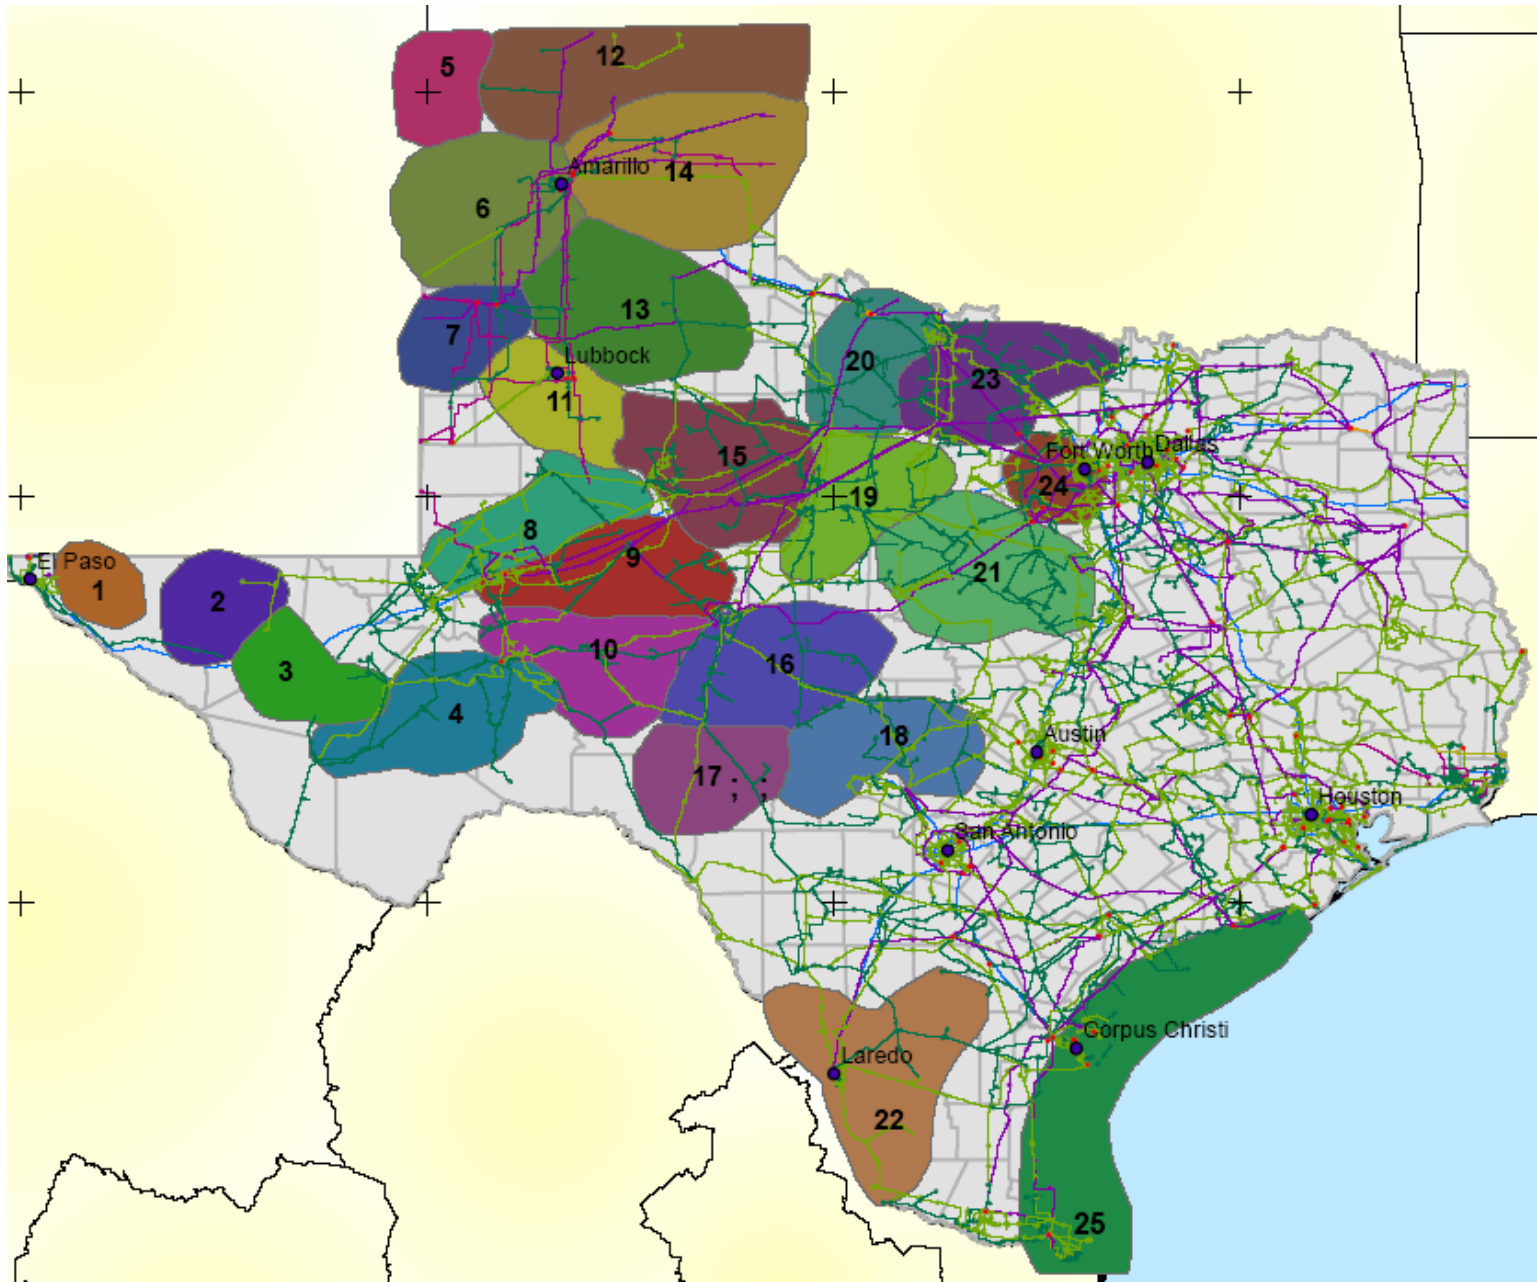 5
12
Amarillo
14
6
13
7
Lubbock
20
23
11
15
Fort Worth
Dallas
24
19
8
9
El Paso
1
2
21
10
16
3
4
18
Austin
17 ; ;
Houston
San Antonio
Corpus Christi
Laredo
22
25